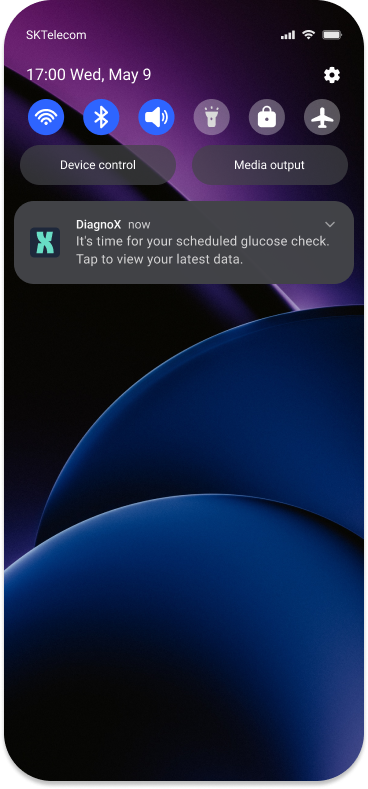 SKTelecom
17:00 Wed, May 9
Device control
Media output
DiagnoX now
It's time for your scheduled glucose check.
Tap to view your latest data.